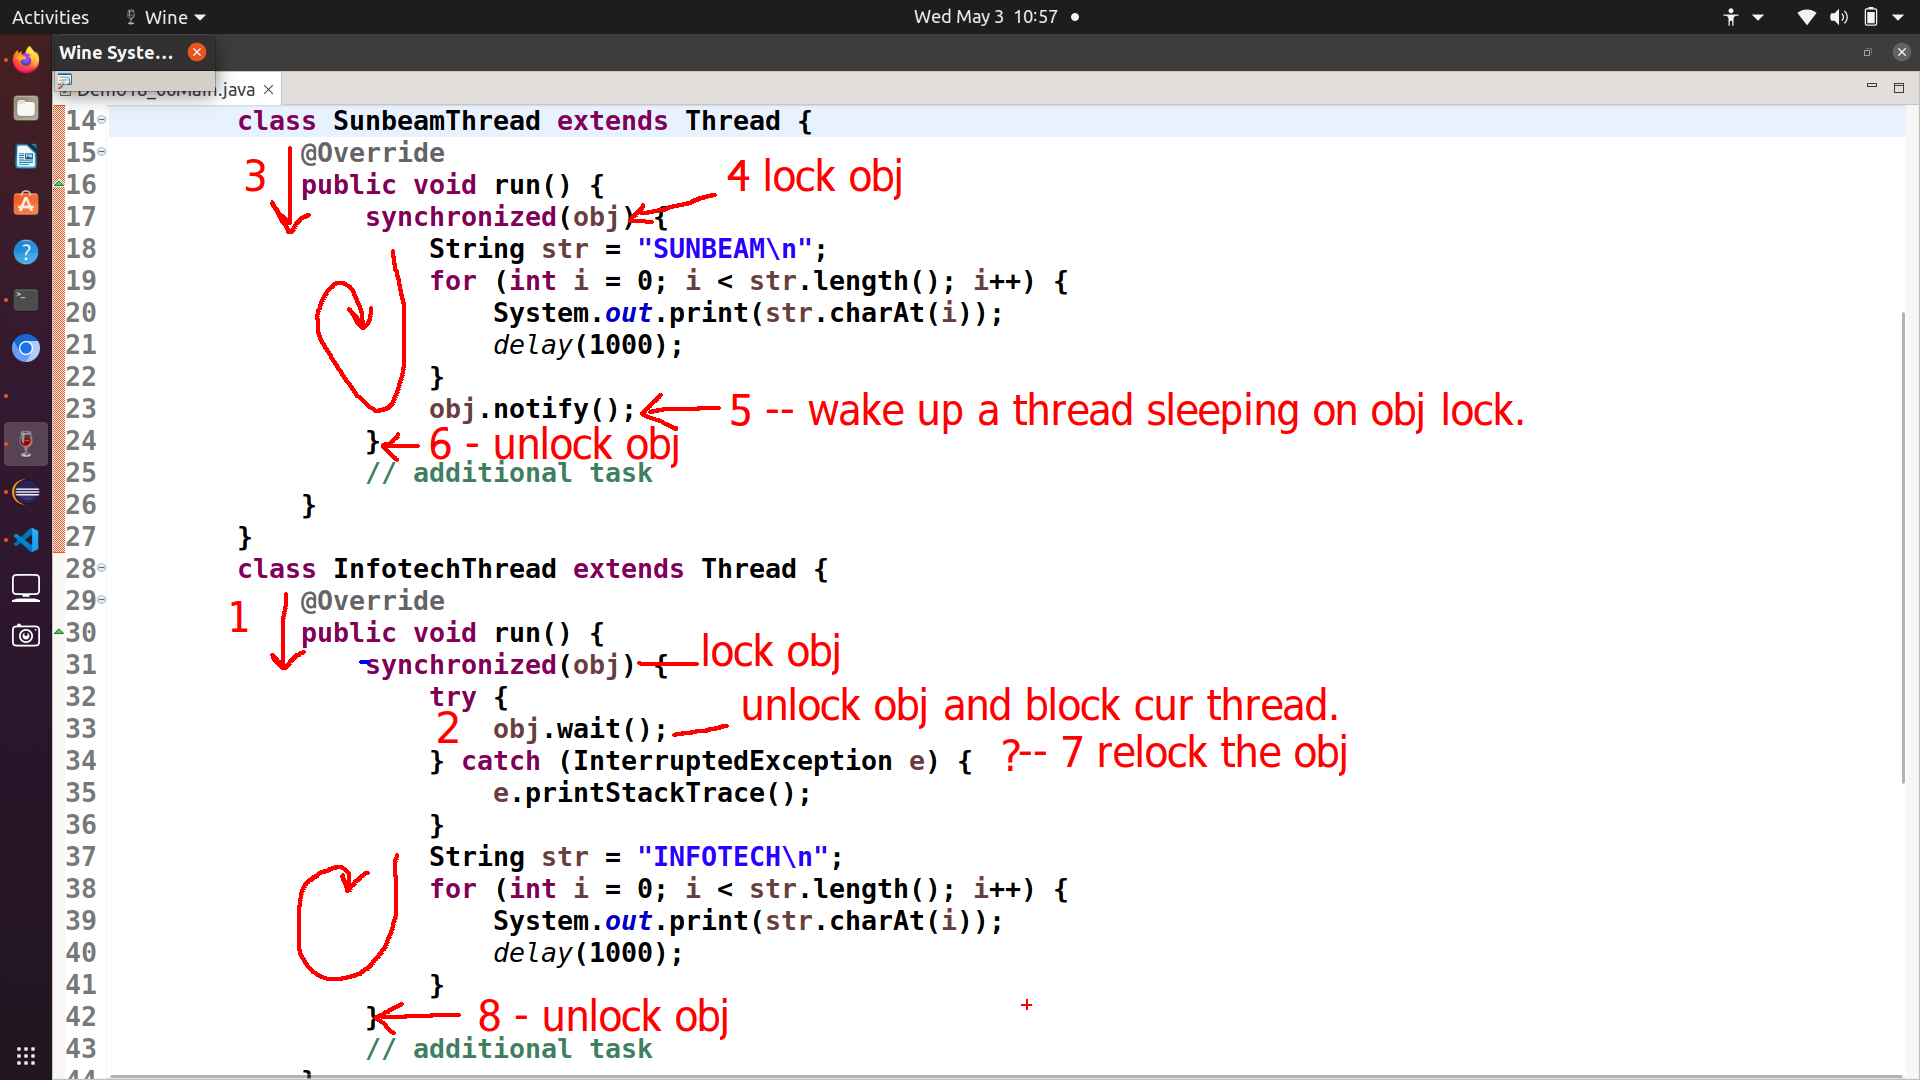 Activities Wine Wed May 3 10:57
Wine Syste...
Demo18_06Main.java
14 class SunbeamThread extends Thread {
15 @Override
3
16 public void run() {
4 lock obj
17 synchronized(obj) {
18 String str = "SUNBEAM\n";
19 for (int i = 0; i < str.length(); i++) {
20 System.out.print(str.charAt(i));
21 delay(1000);
22 }
23 obj.notify(); 5 -- wake up a thread sleeping on obj lock.
24 } 6 - unlock obj
25 // additional task
26 }
27 }
28 class InfotechThread extends Thread {
29 @Override
1
30 public void run() {
31 synchronized(obj) { lock obj
32 try {
unlock obj and block cur thread.
2
33 obj.wait();
34 } catch (InterruptedException e) { ?-- 7 relock the obj
35 e.printStackTrace();
36 }
37 String str = "INFOTECH\n";
38 for (int i = 0; i < str.length(); i++) {
39 System.out.print(str.charAt(i));
40 delay(1000);
41 }
42 } 8 - unlock obj
43 // additional task
44 }